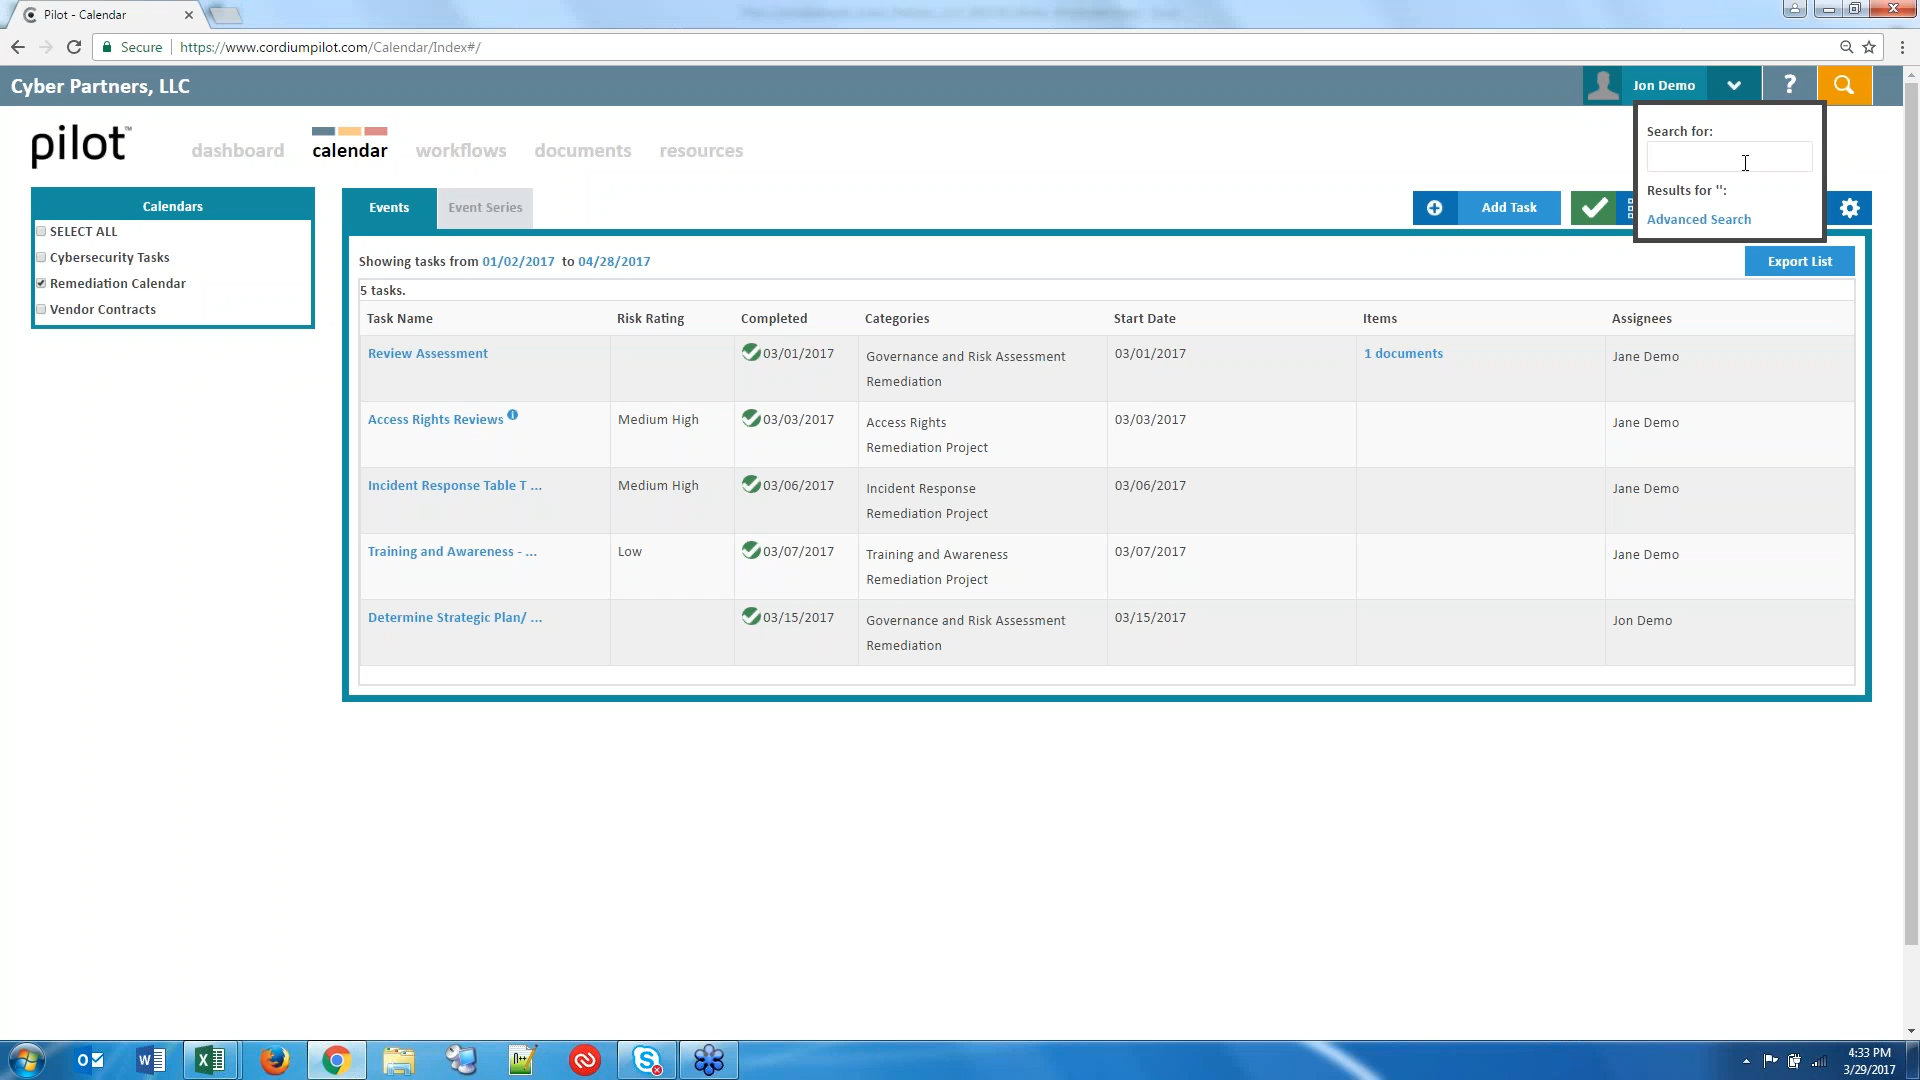 Pilot - Calendar
Secure https://www.cordiumpilot.com/Calendar/Index#/
Cyber Partners, LLC
Jon Demo
?
pilot™
dashboard
calendar
workflows
documents
resources
Search for:
Results for '':
Advanced Search
Calendars
SELECT ALL
Cybersecurity Tasks
Remediation Calendar
Vendor Contracts
Events
Event Series
Add Task
Showing tasks from 01/02/2017 to 04/28/2017
Export List
5 tasks.
Task Name Risk Rating Completed Categories Start Date Items Assignees
Review Assessment 03/01/2017 Governance and Risk Assessment 03/01/2017 1 documents Jane Demo
Remediation
Access Rights Reviews Medium High 03/03/2017 Access Rights 03/03/2017 Jane Demo
Remediation Project
Incident Response Table T ... Medium High 03/06/2017 Incident Response 03/06/2017 Jane Demo
Remediation Project
Training and Awareness - ... Low 03/07/2017 Training and Awareness 03/07/2017 Jane Demo
Remediation Project
Determine Strategic Plan/ ... 03/15/2017 Governance and Risk Assessment 03/15/2017 Jon Demo
Remediation
4:33 PM
3/29/2017